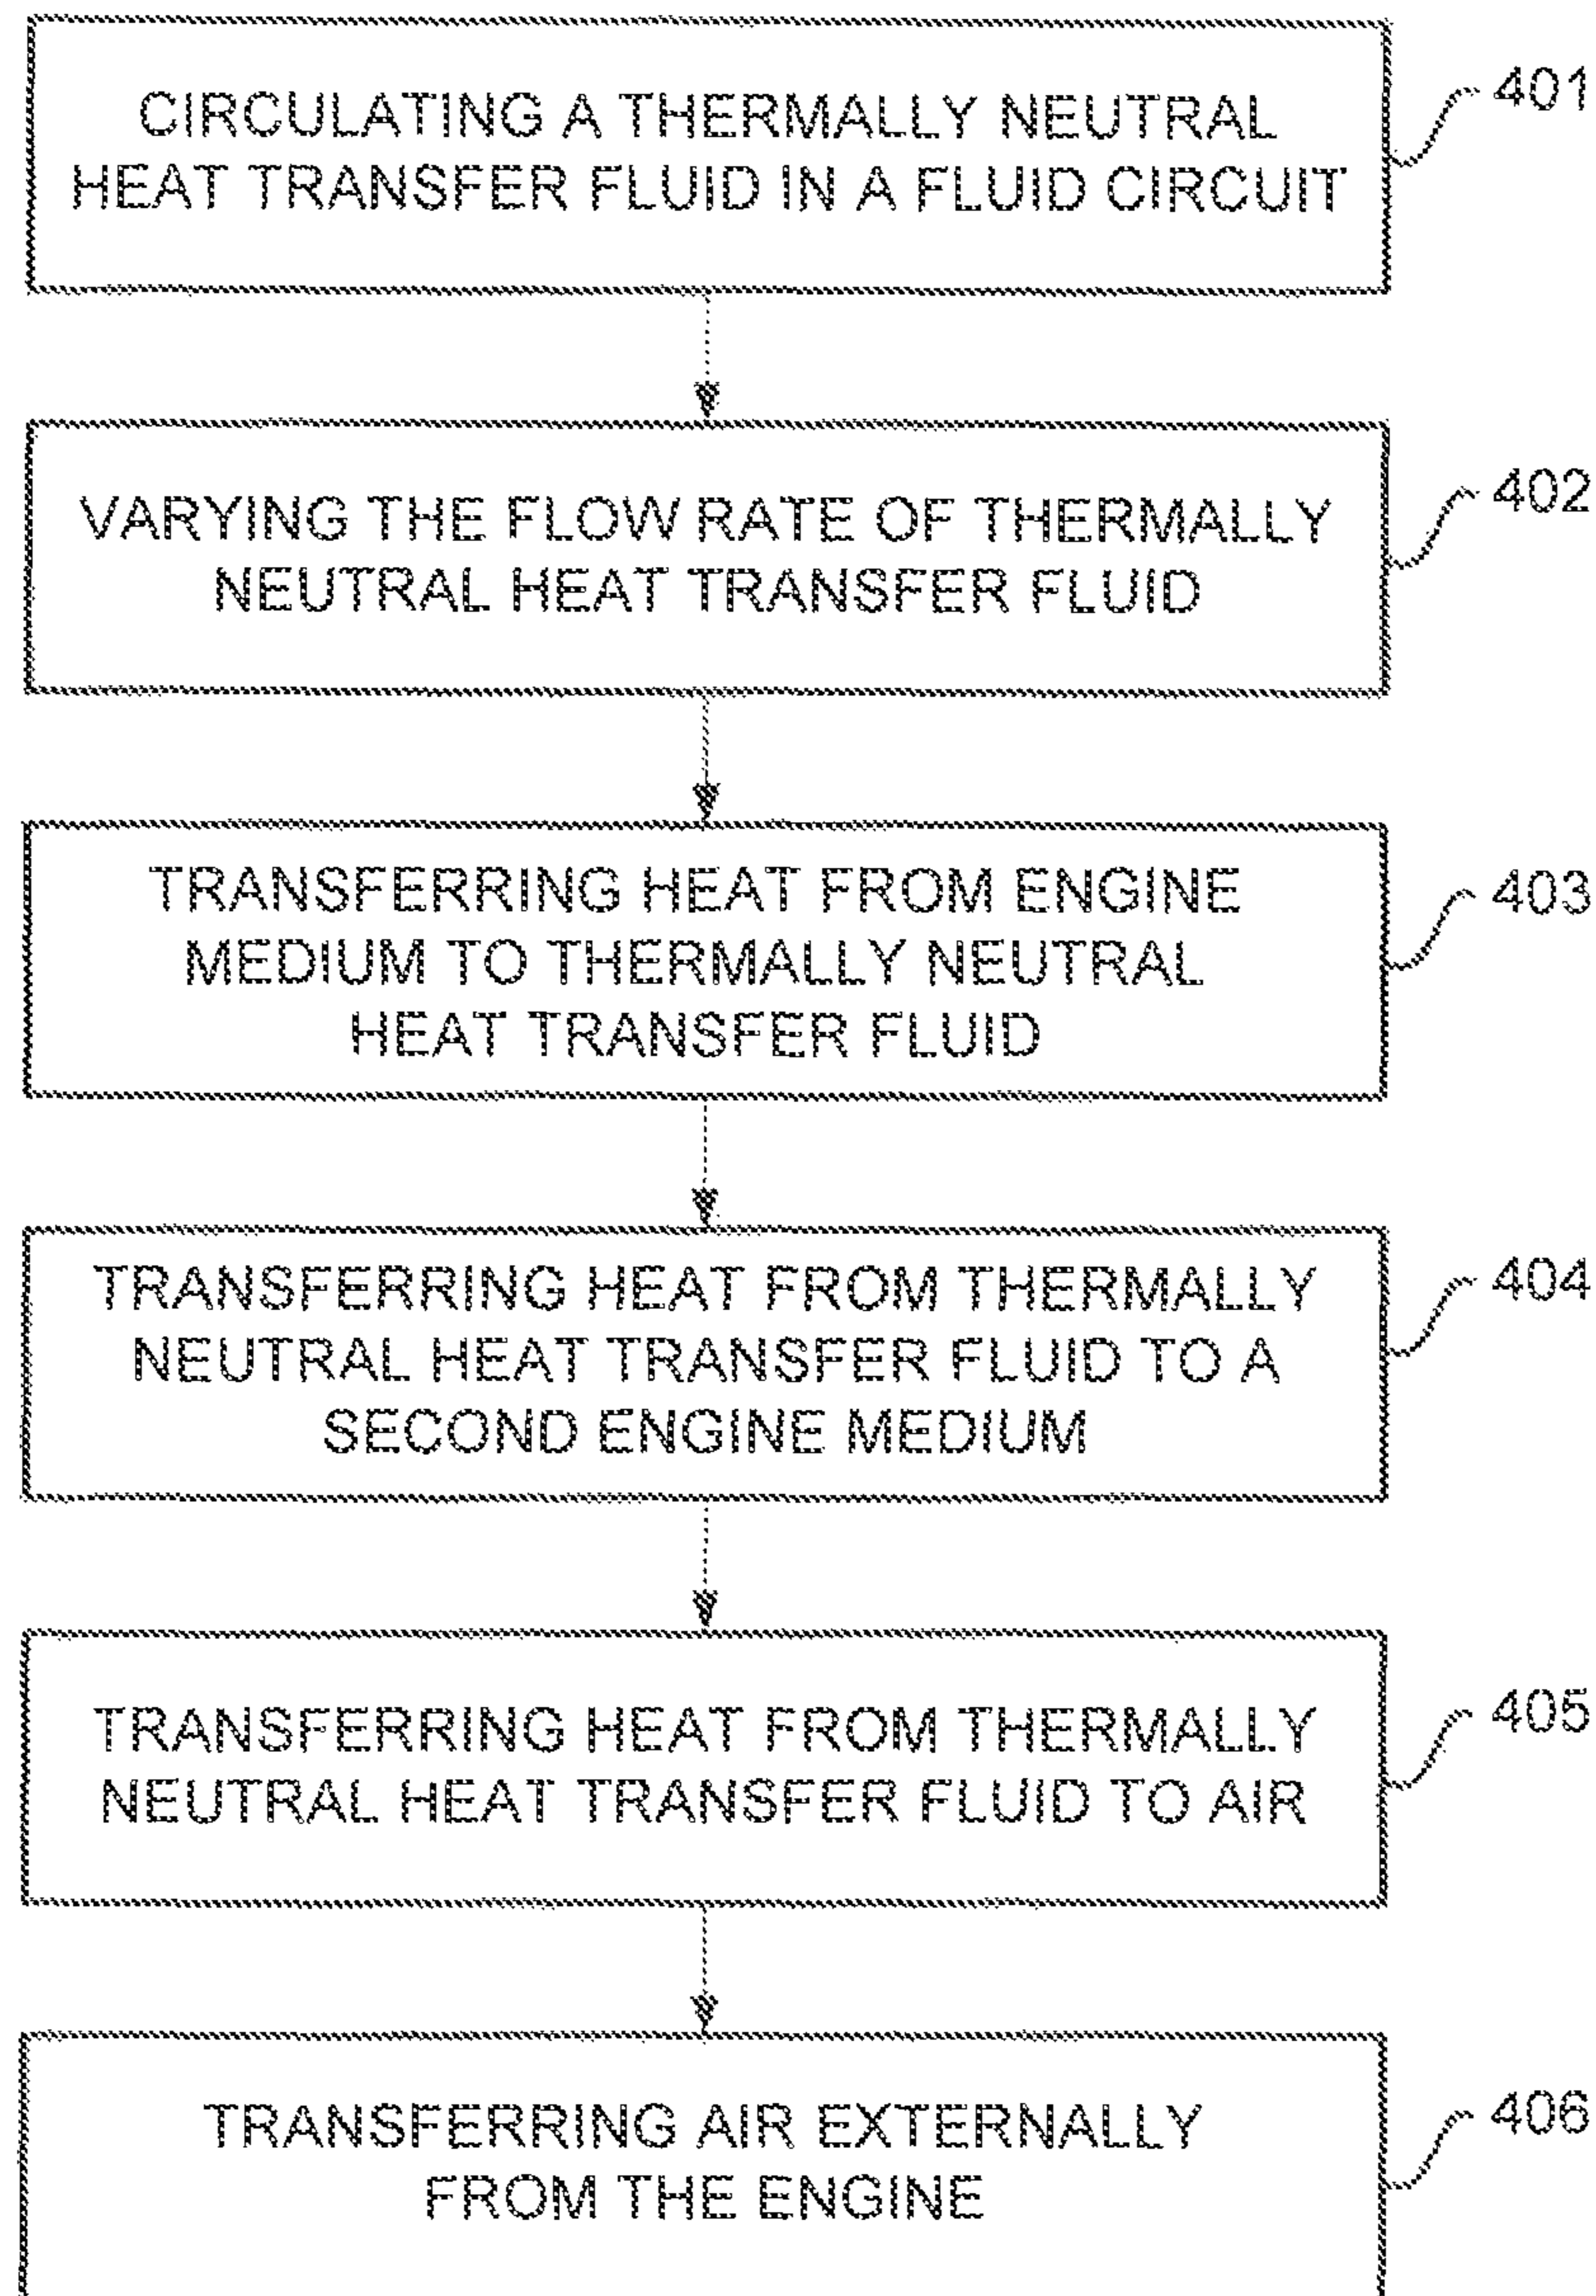 CIRCULATING A THERMALLY NEUTRAL
HEAT TRANSFER FLUID IN A FLUID CIRCUIT
401
VARYING THE FLOW RATE OF THERMALLY
NEUTRAL HEAT TRANSFER FLUID
402
TRANSFERRING HEAT FROM ENGINE
MEDIUM TO THERMALLY NEUTRAL
HEAT TRANSFER FLUID
403
TRANSFERRING HEAT FROM THERMALLY
NEUTRAL HEAT TRANSFER FLUID TO A
SECOND ENGINE MEDIUM
404
TRANSFERRING HEAT FROM THERMALLY
NEUTRAL HEAT TRANSFER FLUID TO AIR
405
TRANSFERRING AIR EXTERNALLY
FROM THE ENGINE
406